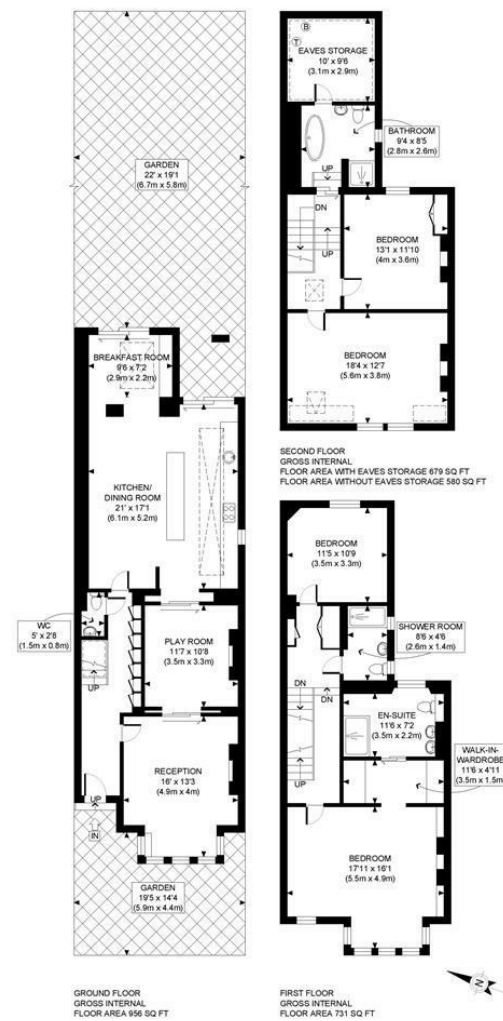 GARDEN
22' x 19'1
(6.7m x 5.8m)
BREAKFAST ROOM
9'6 x 7'2
(2.9m x 2.2m)
KITCHEN/
DINING ROOM
21' x 17'1
(6.1m x 5.2m)
WC
5' x 2'8
(1.5m x 0.8m)
UP
PLAY ROOM
11'7 x 10'8
(3.5m x 3.3m)
RECEPTION
16' x 13'3
(4.9m x 4m)
UP
IN
GARDEN
19'5 x 14'4
(5.9m x 4.4m)
GROUND FLOOR
GROSS INTERNAL
FLOOR AREA 956 SQ FT
B
T
EAVES STORAGE
10' x 9'6
(3.1m x 2.9m)
BATHROOM
9'4 x 8'5
(2.8m x 2.6m)
UP
DN
UP
BEDROOM
13'1 x 11'10
(4m x 3.6m)
BEDROOM
18'4 x 12'7
(5.6m x 3.8m)
SECOND FLOOR
GROSS INTERNAL
FLOOR AREA WITH EAVES STORAGE 679 SQ FT
FLOOR AREA WITHOUT EAVES STORAGE 580 SQ FT
BEDROOM
11'5 x 10'9
(3.5m x 3.3m)
SHOWER ROOM
8'6 x 4'6
(2.6m x 1.4m)
DN
DN
UP
EN-SUITE
11'6 x 7'2
(3.5m x 2.2m)
WALK-IN-
WARDROBE
11'6 x 4'11
(3.5m x 1.5m)
BEDROOM
17'11 x 16'1
(5.5m x 4.9m)
N
FIRST FLOOR
GROSS INTERNAL
FLOOR AREA 731 SQ FT